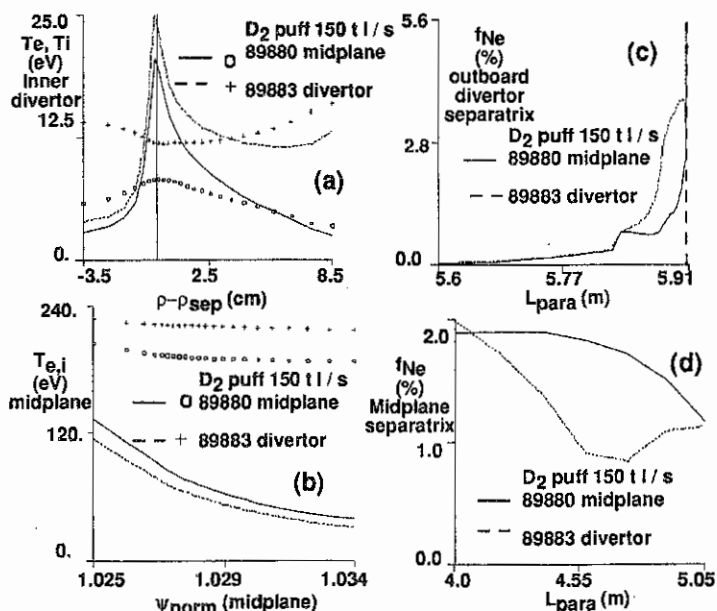 25.0
Te, Ti
(eV)
Inner
divertor
12.5
0.
D2 puff 150 t l / s
89880 midplane
89883 divertor
(a)
-3.5
2.5
8.5
ρ-ρsep (cm)
240.
Te,i
(eV)
midplane
120.
0.
D2 puff 150 t l / s
89880 midplane
89883 divertor
(b)
1.025
1.029
1.034
Ψnorm (midplane)
5.6
fNe
(%)
outboard
divertor
separatrix
2.8
0.0
(c)
D2 puff 150 t l / s
89880 midplane
89883 divertor
5.6
5.77
5.91
Lpara (m)
2.0
fNe
(%)
Midplane
separatrix
1.0
0.0
(d)
D2 puff 150 t l / s
89880 midplane
89883 divertor
4.0
4.55
5.05
Lpara (m)